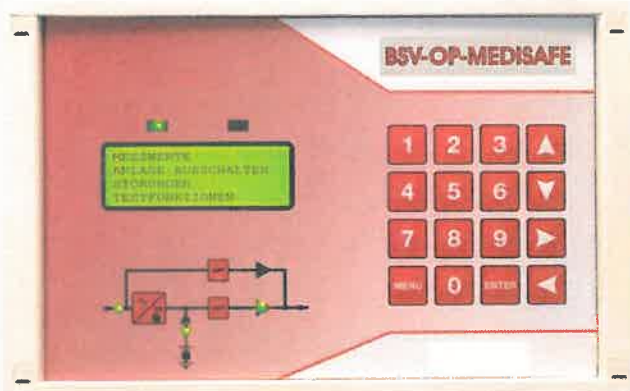 BSV-OP-MEDISAFE
MEßWERTE
ANLAGE AUSSCHALTEN
STÖRUNGEN
TESTFUNKTIONEN
1 2 3
4 5 6
7 8 9
MENU 0 ENTER